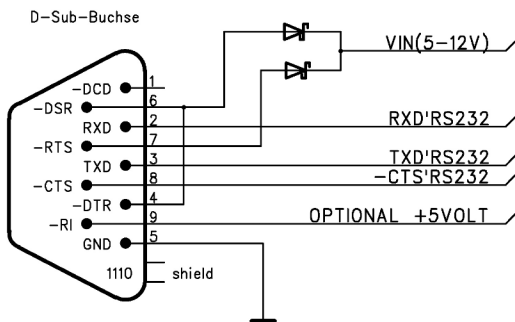 D-Sub-Buchse
VIN(5-12V)
-DCD 1
-DSR 6
RXD 2 RXD'RS232
-RTS 7
TXD 3 TXD'RS232
-CTS 8 -CTS'RS232
-DTR 4
-RI 9 OPTIONAL +5VOLT
GND 5
1110 shield